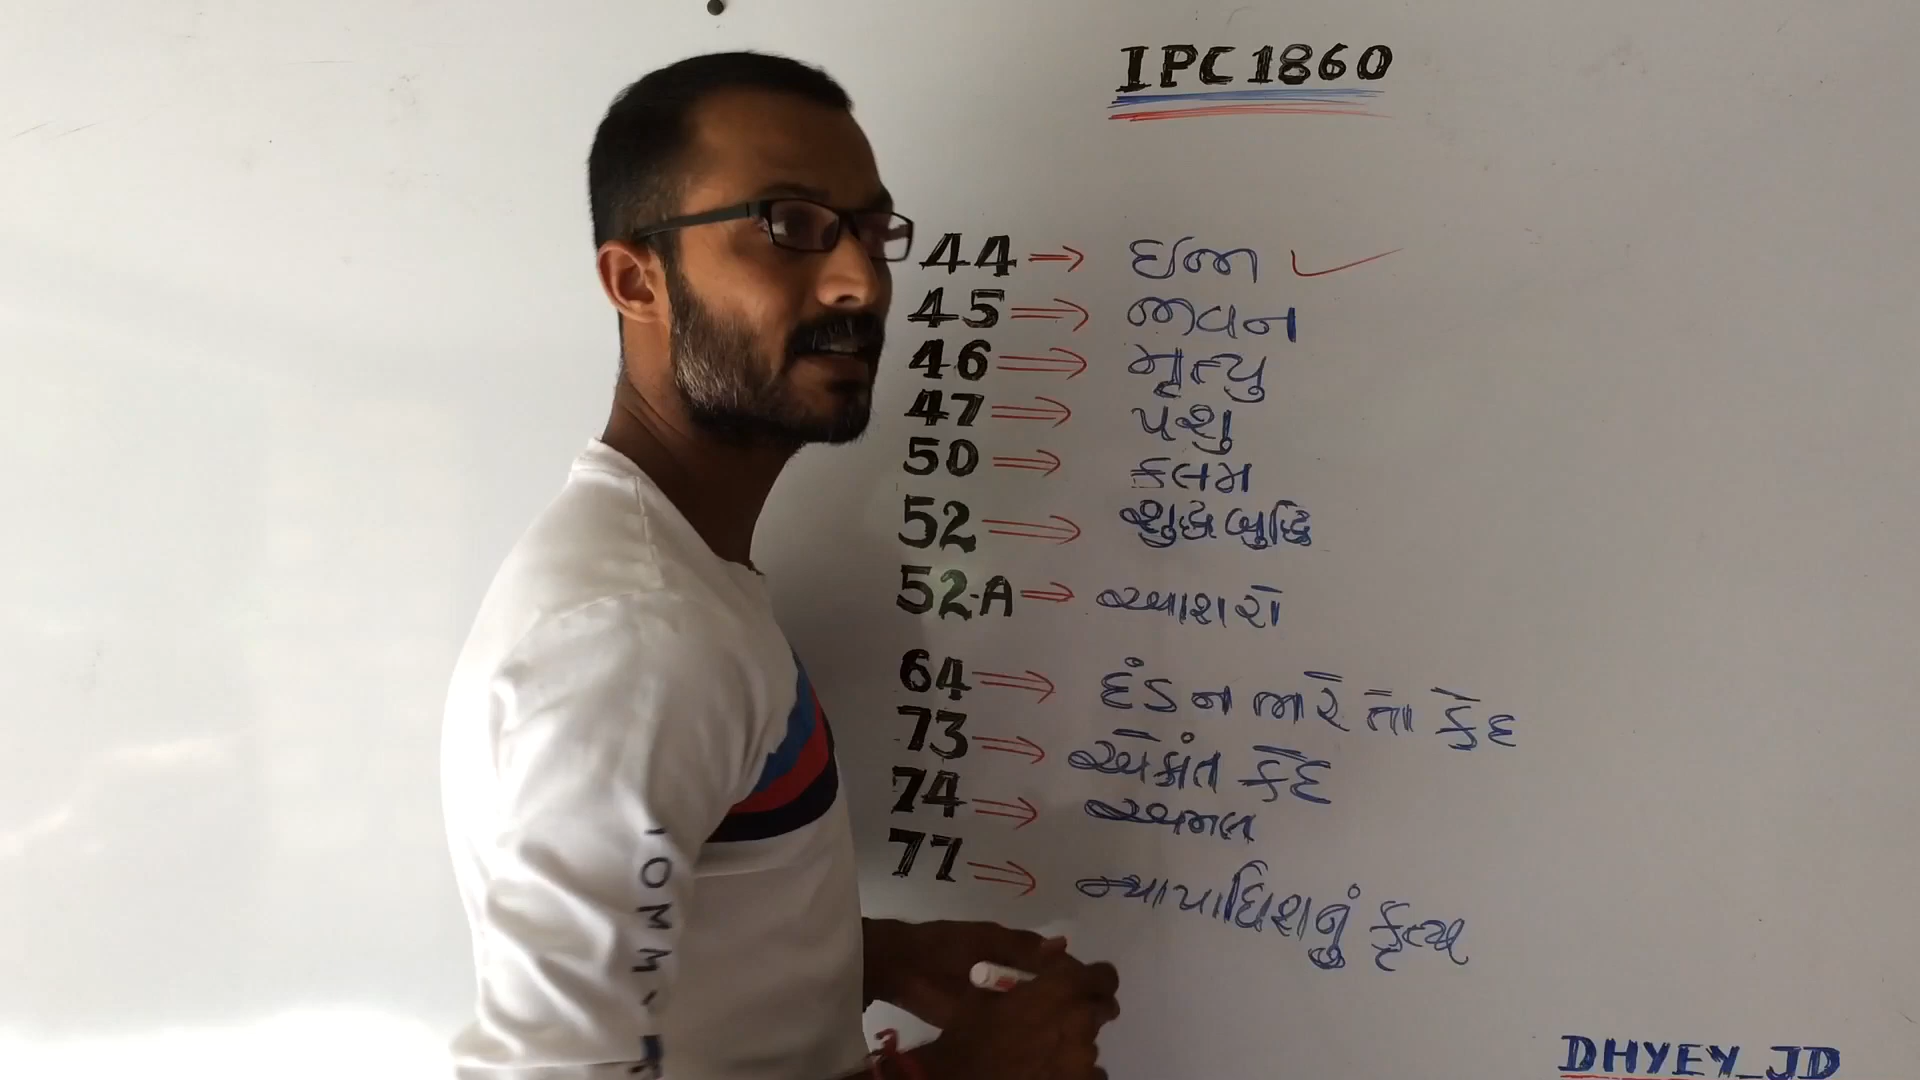 IPC 1860
44 → ઇજા ✓
45 ⇒ જીવન
46 ⇒ મૃત્યુ
47 ⇒ પશુ
50 ⇒ કલમ
52 ⇒ શુદ્ધબુદ્ધિ
52-A ⇒ આશરો
64 ⇒ દંડ ન ભરે તો કેદ
73 ⇒ એકાંત કેદ
74 ⇒ અમલ
77 ⇒ ન્યાયાધિશનું કૃત્ય
DHYEY_JD